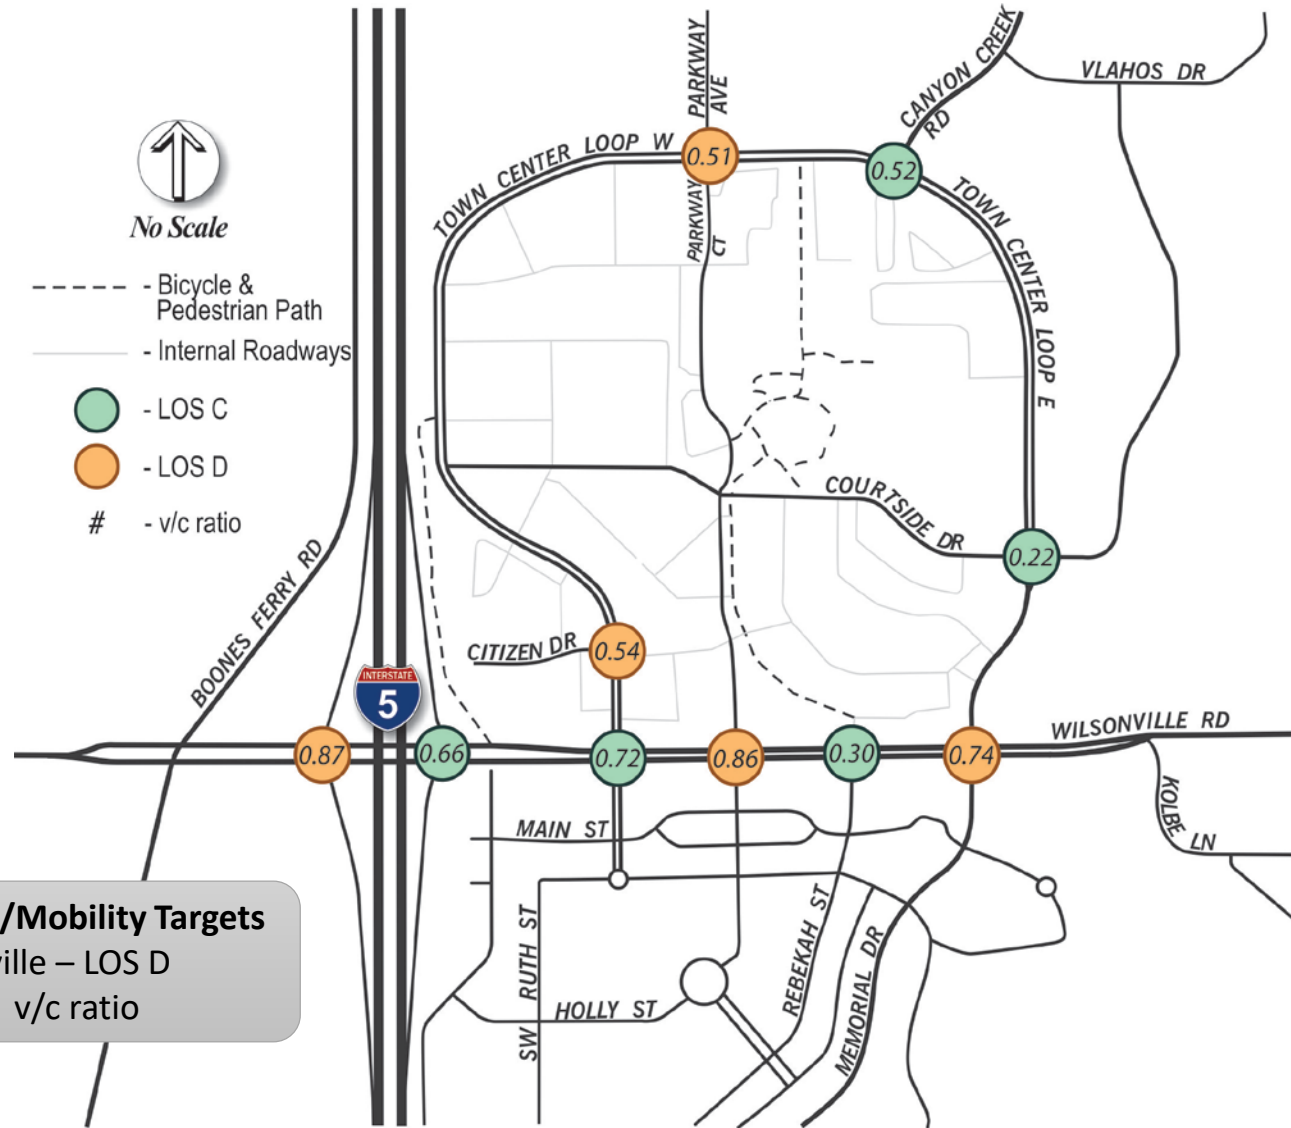 PARKWAY
AVE
CANYON CREEK
RD
VLAHOS DR
TOWN CENTER LOOP W
0.51
0.52
No Scale
PARKWAY
CT
TOWN CENTER LOOP E
- Bicycle &
Pedestrian Path
- Internal Roadways
- LOS C
- LOS D
# - v/c ratio
COURTSIDE DR
0.22
BOONES FERRY RD
CITIZEN DR
0.54
INTERSTATE
5
WILSONVILLE RD
0.87
0.66
0.72
0.86
0.30
0.74
KOLBE
LN
MAIN ST
/Mobility Targets
ville – LOS D
v/c ratio
SW RUTH ST
HOLLY ST
REBEKAH ST
MEMORIAL DR